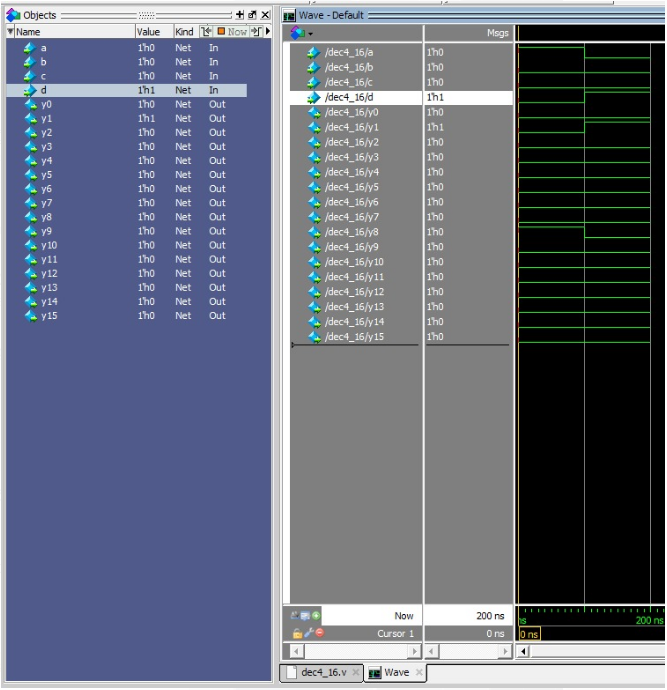 Objects
Name Value Kind Now
a 1'h0 Net In
b 1'h0 Net In
c 1'h0 Net In
d 1'h1 Net In
y0 1'h0 Net Out
y1 1'h1 Net Out
y2 1'h0 Net Out
y3 1'h0 Net Out
y4 1'h0 Net Out
y5 1'h0 Net Out
y6 1'h0 Net Out
y7 1'h0 Net Out
y8 1'h0 Net Out
y9 1'h0 Net Out
y10 1'h0 Net Out
y11 1'h0 Net Out
y12 1'h0 Net Out
y13 1'h0 Net Out
y14 1'h0 Net Out
y15 1'h0 Net Out
Wave - Default
Msgs
/dec4_16/a 1'h0
/dec4_16/b 1'h0
/dec4_16/c 1'h0
/dec4_16/d 1'h1
/dec4_16/y0 1'h0
/dec4_16/y1 1'h1
/dec4_16/y2 1'h0
/dec4_16/y3 1'h0
/dec4_16/y4 1'h0
/dec4_16/y5 1'h0
/dec4_16/y6 1'h0
/dec4_16/y7 1'h0
/dec4_16/y8 1'h0
/dec4_16/y9 1'h0
/dec4_16/y10 1'h0
/dec4_16/y11 1'h0
/dec4_16/y12 1'h0
/dec4_16/y13 1'h0
/dec4_16/y14 1'h0
/dec4_16/y15 1'h0
Now 200 ns ns 200 ns
Cursor 1 0 ns 0 ns
dec4_16.v Wave